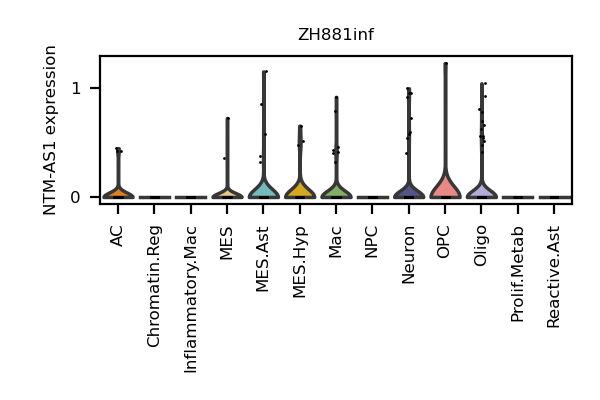 ZH881inf
NTM-AS1 expression
1
0
AC
Chromatin.Reg
Inflammatory.Mac
MES
MES.Ast
MES.Hyp
Mac
NPC
Neuron
OPC
Oligo
Prolif.Metab
Reactive.Ast